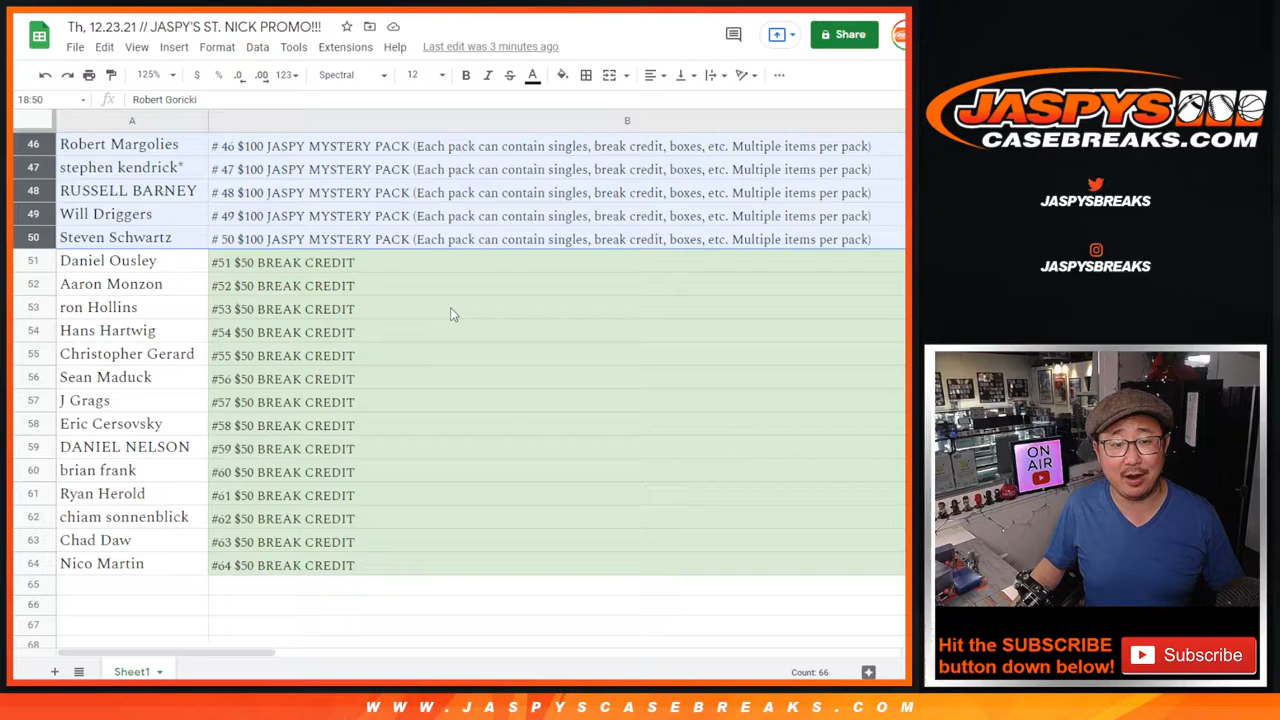 Th, 12.23.21 // JASPY'S ST. NICK PROMO!!!
File Edit View Insert Format Data Tools Extensions Help Last edit was 3 minutes ago
Share
125% $ % .0 .00 123 Spectral 12 B I S A
18:50 fx Robert Goricki
A B
46 Robert Margolies # 46 $100 JASPY MYSTERY PACK (Each pack can contain singles, break credit, boxes, etc. Multiple items per pack)
47 stephen kendrick* # 47 $100 JASPY MYSTERY PACK (Each pack can contain singles, break credit, boxes, etc. Multiple items per pack)
48 RUSSELL BARNEY # 48 $100 JASPY MYSTERY PACK (Each pack can contain singles, break credit, boxes, etc. Multiple items per pack)
49 Will Driggers # 49 $100 JASPY MYSTERY PACK (Each pack can contain singles, break credit, boxes, etc. Multiple items per pack)
50 Steven Schwartz # 50 $100 JASPY MYSTERY PACK (Each pack can contain singles, break credit, boxes, etc. Multiple items per pack)
51 Daniel Ousley #51 $50 BREAK CREDIT
52 Aaron Monzon #52 $50 BREAK CREDIT
53 ron Hollins #53 $50 BREAK CREDIT
54 Hans Hartwig #54 $50 BREAK CREDIT
55 Christopher Gerard #55 $50 BREAK CREDIT
56 Sean Maduck #56 $50 BREAK CREDIT
57 J Grags #57 $50 BREAK CREDIT
58 Eric Cersovsky #58 $50 BREAK CREDIT
59 DANIEL NELSON #59 $50 BREAK CREDIT
60 brian frank #60 $50 BREAK CREDIT
61 Ryan Herold #61 $50 BREAK CREDIT
62 chiam sonnenblick #62 $50 BREAK CREDIT
63 Chad Daw #63 $50 BREAK CREDIT
64 Nico Martin #64 $50 BREAK CREDIT
65
66
67
68
Sheet1
Count: 66
JASPYS
CASEBREAKS.COM
JASPYSBREAKS
JASPYSBREAKS
ON
AIR
Hit the SUBSCRIBE
button down below!
Subscribe
WWW.JASPYSCASEBREAKS.COM